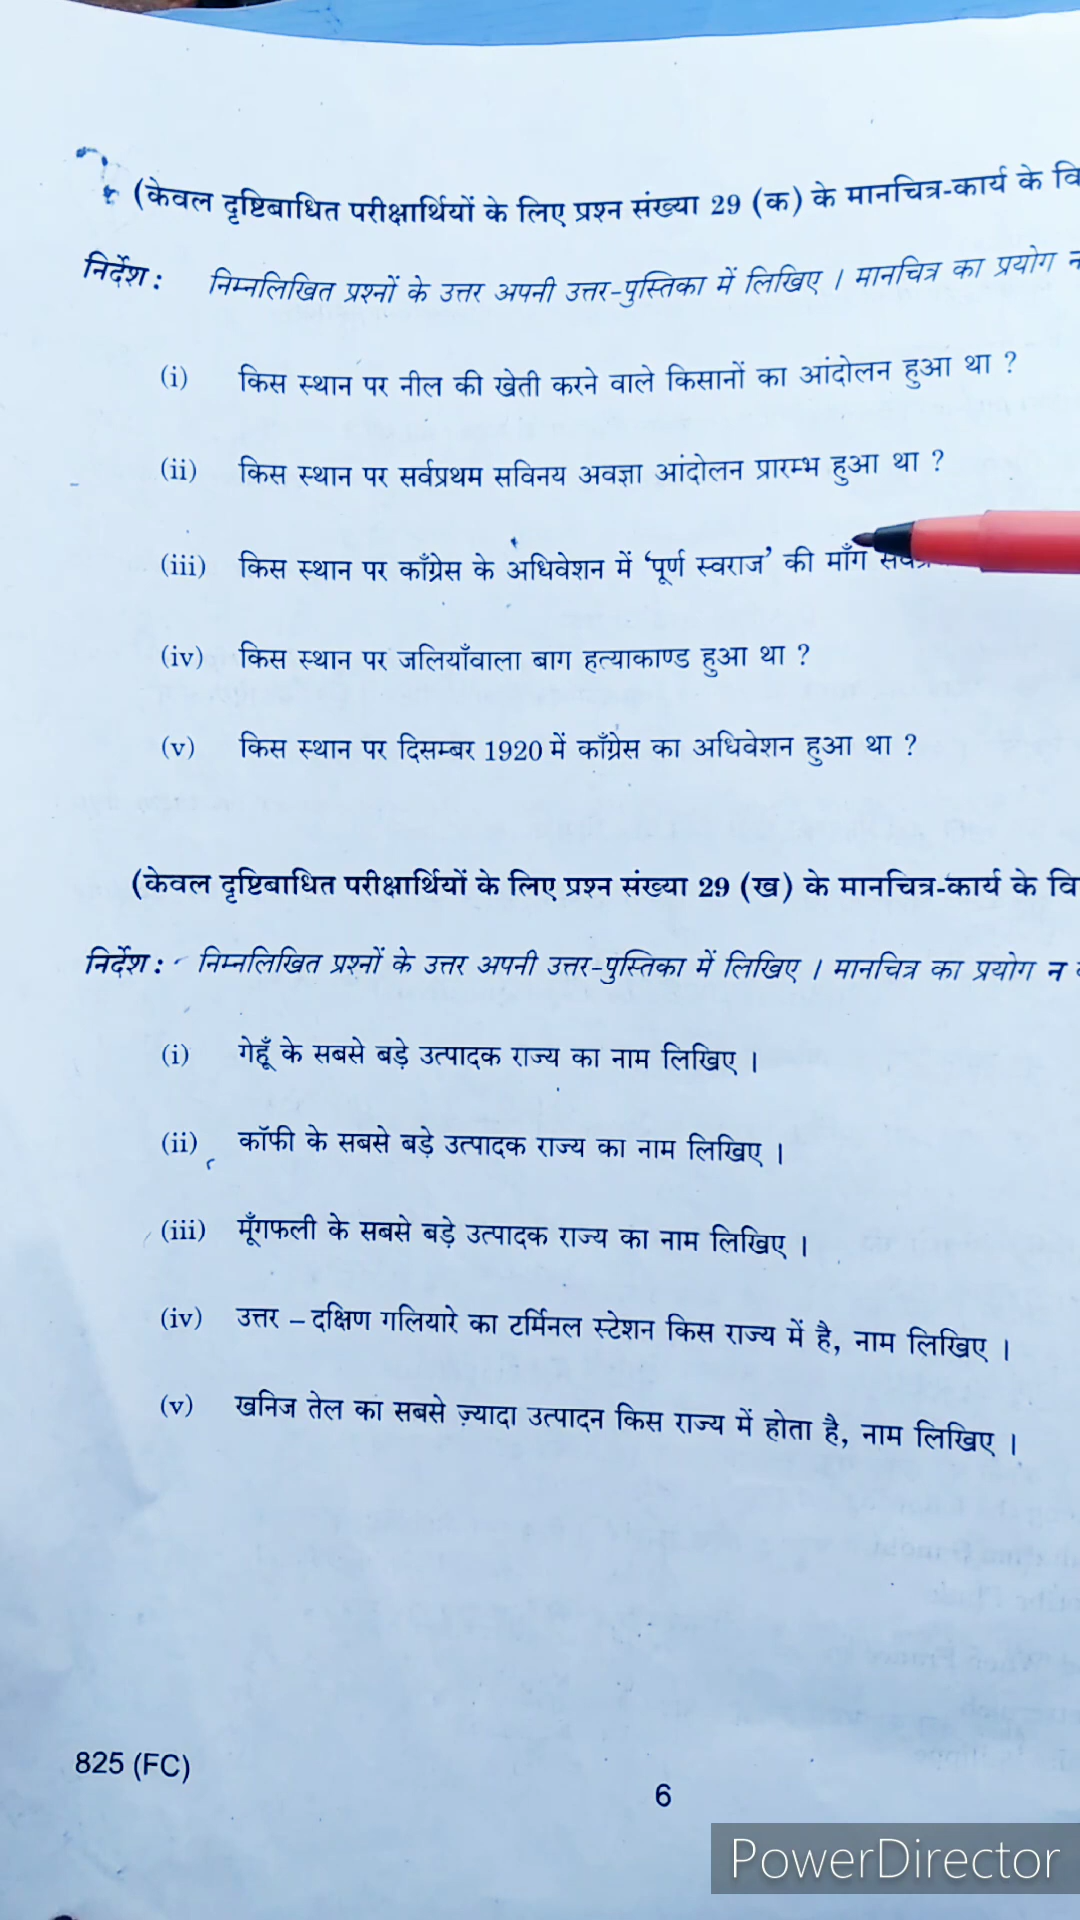 (केवल दृष्टिबाधित परीक्षार्थियों के लिए प्रश्न संख्या 29 (क) के मानचित्र-कार्य के
निर्देश : निम्नलिखित प्रश्नों के उत्तर अपनी उत्तर-पुस्तिका में लिखिए । मानचित्र का प्रयोग
(i) किस स्थान पर नील की खेती करने वाले किसानों का आंदोलन हुआ था ?
(ii) किस स्थान पर सर्वप्रथम सविनय अवज्ञा आंदोलन प्रारम्भ हुआ था ?
(iii) किस स्थान पर काँग्रेस के अधिवेशन में ‘पूर्ण स्वराज’ की माँग
(iv) किस स्थान पर जलियाँवाला बाग हत्याकाण्ड हुआ था ?
(v) किस स्थान पर दिसम्बर 1920 में काँग्रेस का अधिवेशन हुआ था ?
(केवल दृष्टिबाधित परीक्षार्थियों के लिए प्रश्न संख्या 29 (ख) के मानचित्र-कार्य के
निर्देश : निम्नलिखित प्रश्नों के उत्तर अपनी उत्तर-पुस्तिका में लिखिए । मानचित्र का प्रयोग न
(i) गेहूँ के सबसे बड़े उत्पादक राज्य का नाम लिखिए ।
(ii) कॉफी के सबसे बड़े उत्पादक राज्य का नाम लिखिए ।
(iii) मूँगफली के सबसे बड़े उत्पादक राज्य का नाम लिखिए ।
(iv) उत्तर – दक्षिण गलियारे का टर्मिनल स्टेशन किस राज्य में है, नाम लिखिए ।
(v) खनिज तेल का सबसे ज़्यादा उत्पादन किस राज्य में होता है, नाम लिखिए ।
825 (FC)
6
PowerDirector